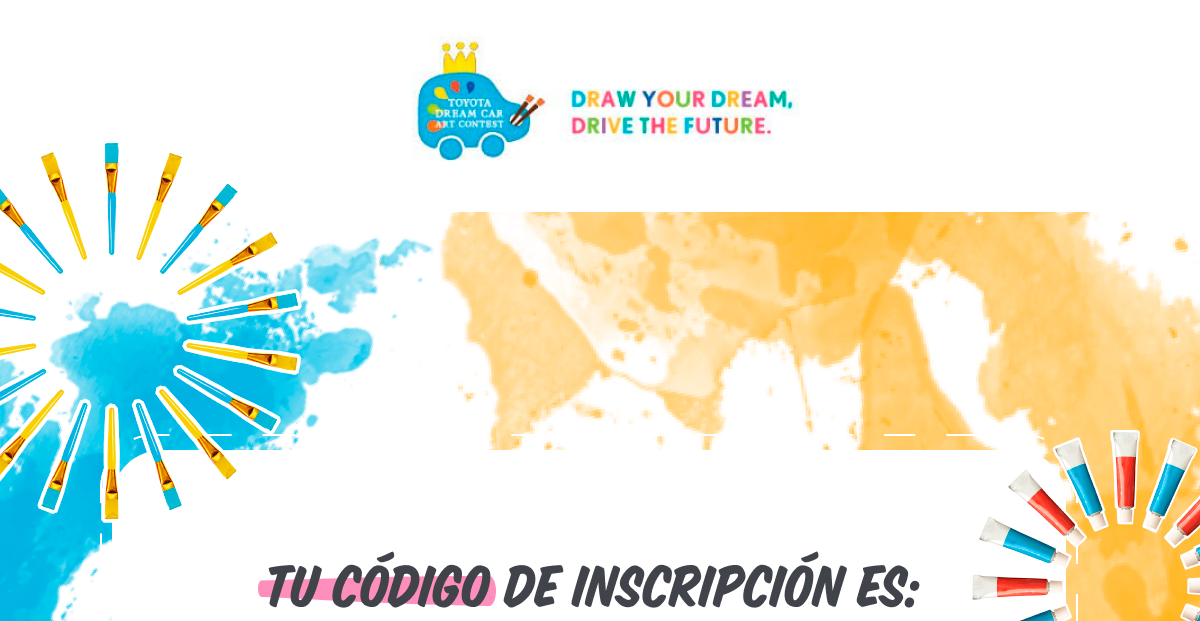 TOYOTA
DREAM CAR
ART CONTEST
DRAW YOUR DREAM,
DRIVE THE FUTURE.
TU CÓDIGO DE INSCRIPCIÓN ES: